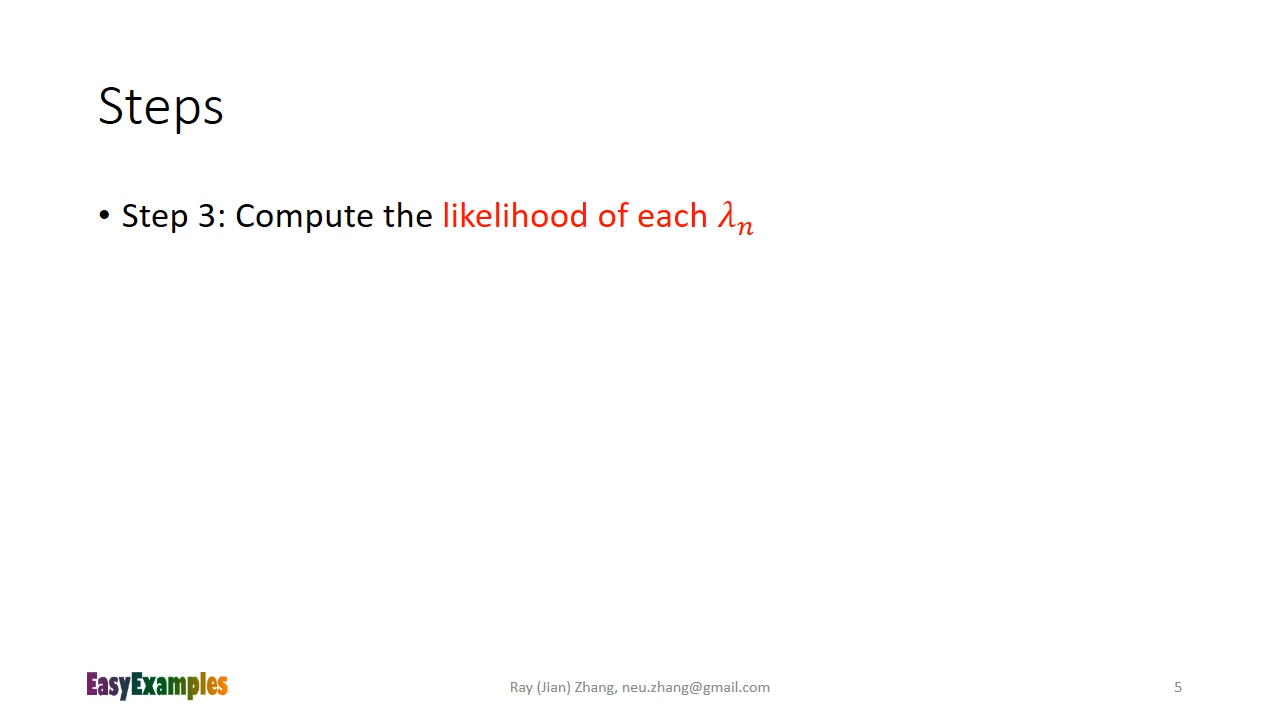 Steps
• Step 3: Compute the likelihood of each λₙ
EasyExamples
Ray (Jian) Zhang, neu.zhang@gmail.com
5